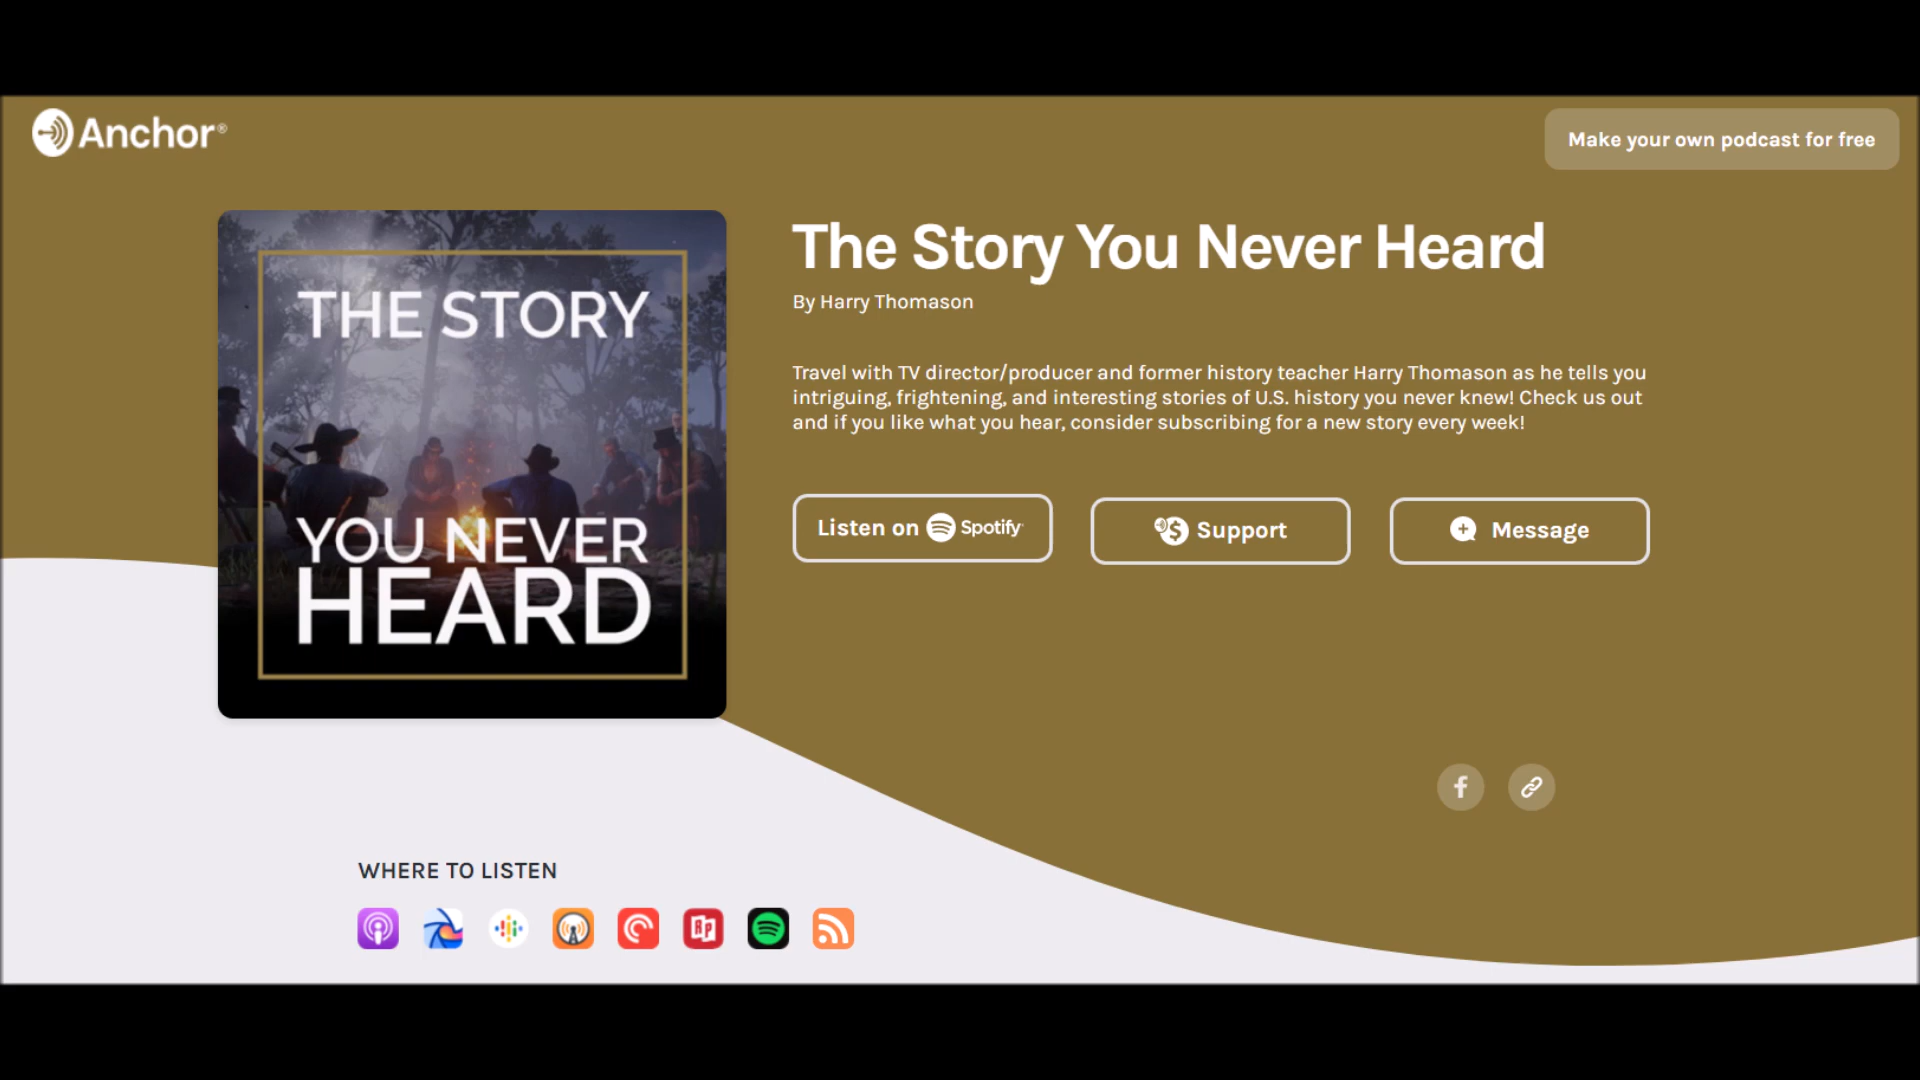 Anchor®
Make your own podcast for free
THE STORY
YOU NEVER
HEARD
The Story You Never Heard
By Harry Thomason
Travel with TV director/producer and former history teacher Harry Thomason as he tells you
intriguing, frightening, and interesting stories of U.S. history you never knew! Check us out
and if you like what you hear, consider subscribing for a new story every week!
Listen on Spotify
Support
Message
WHERE TO LISTEN
RP